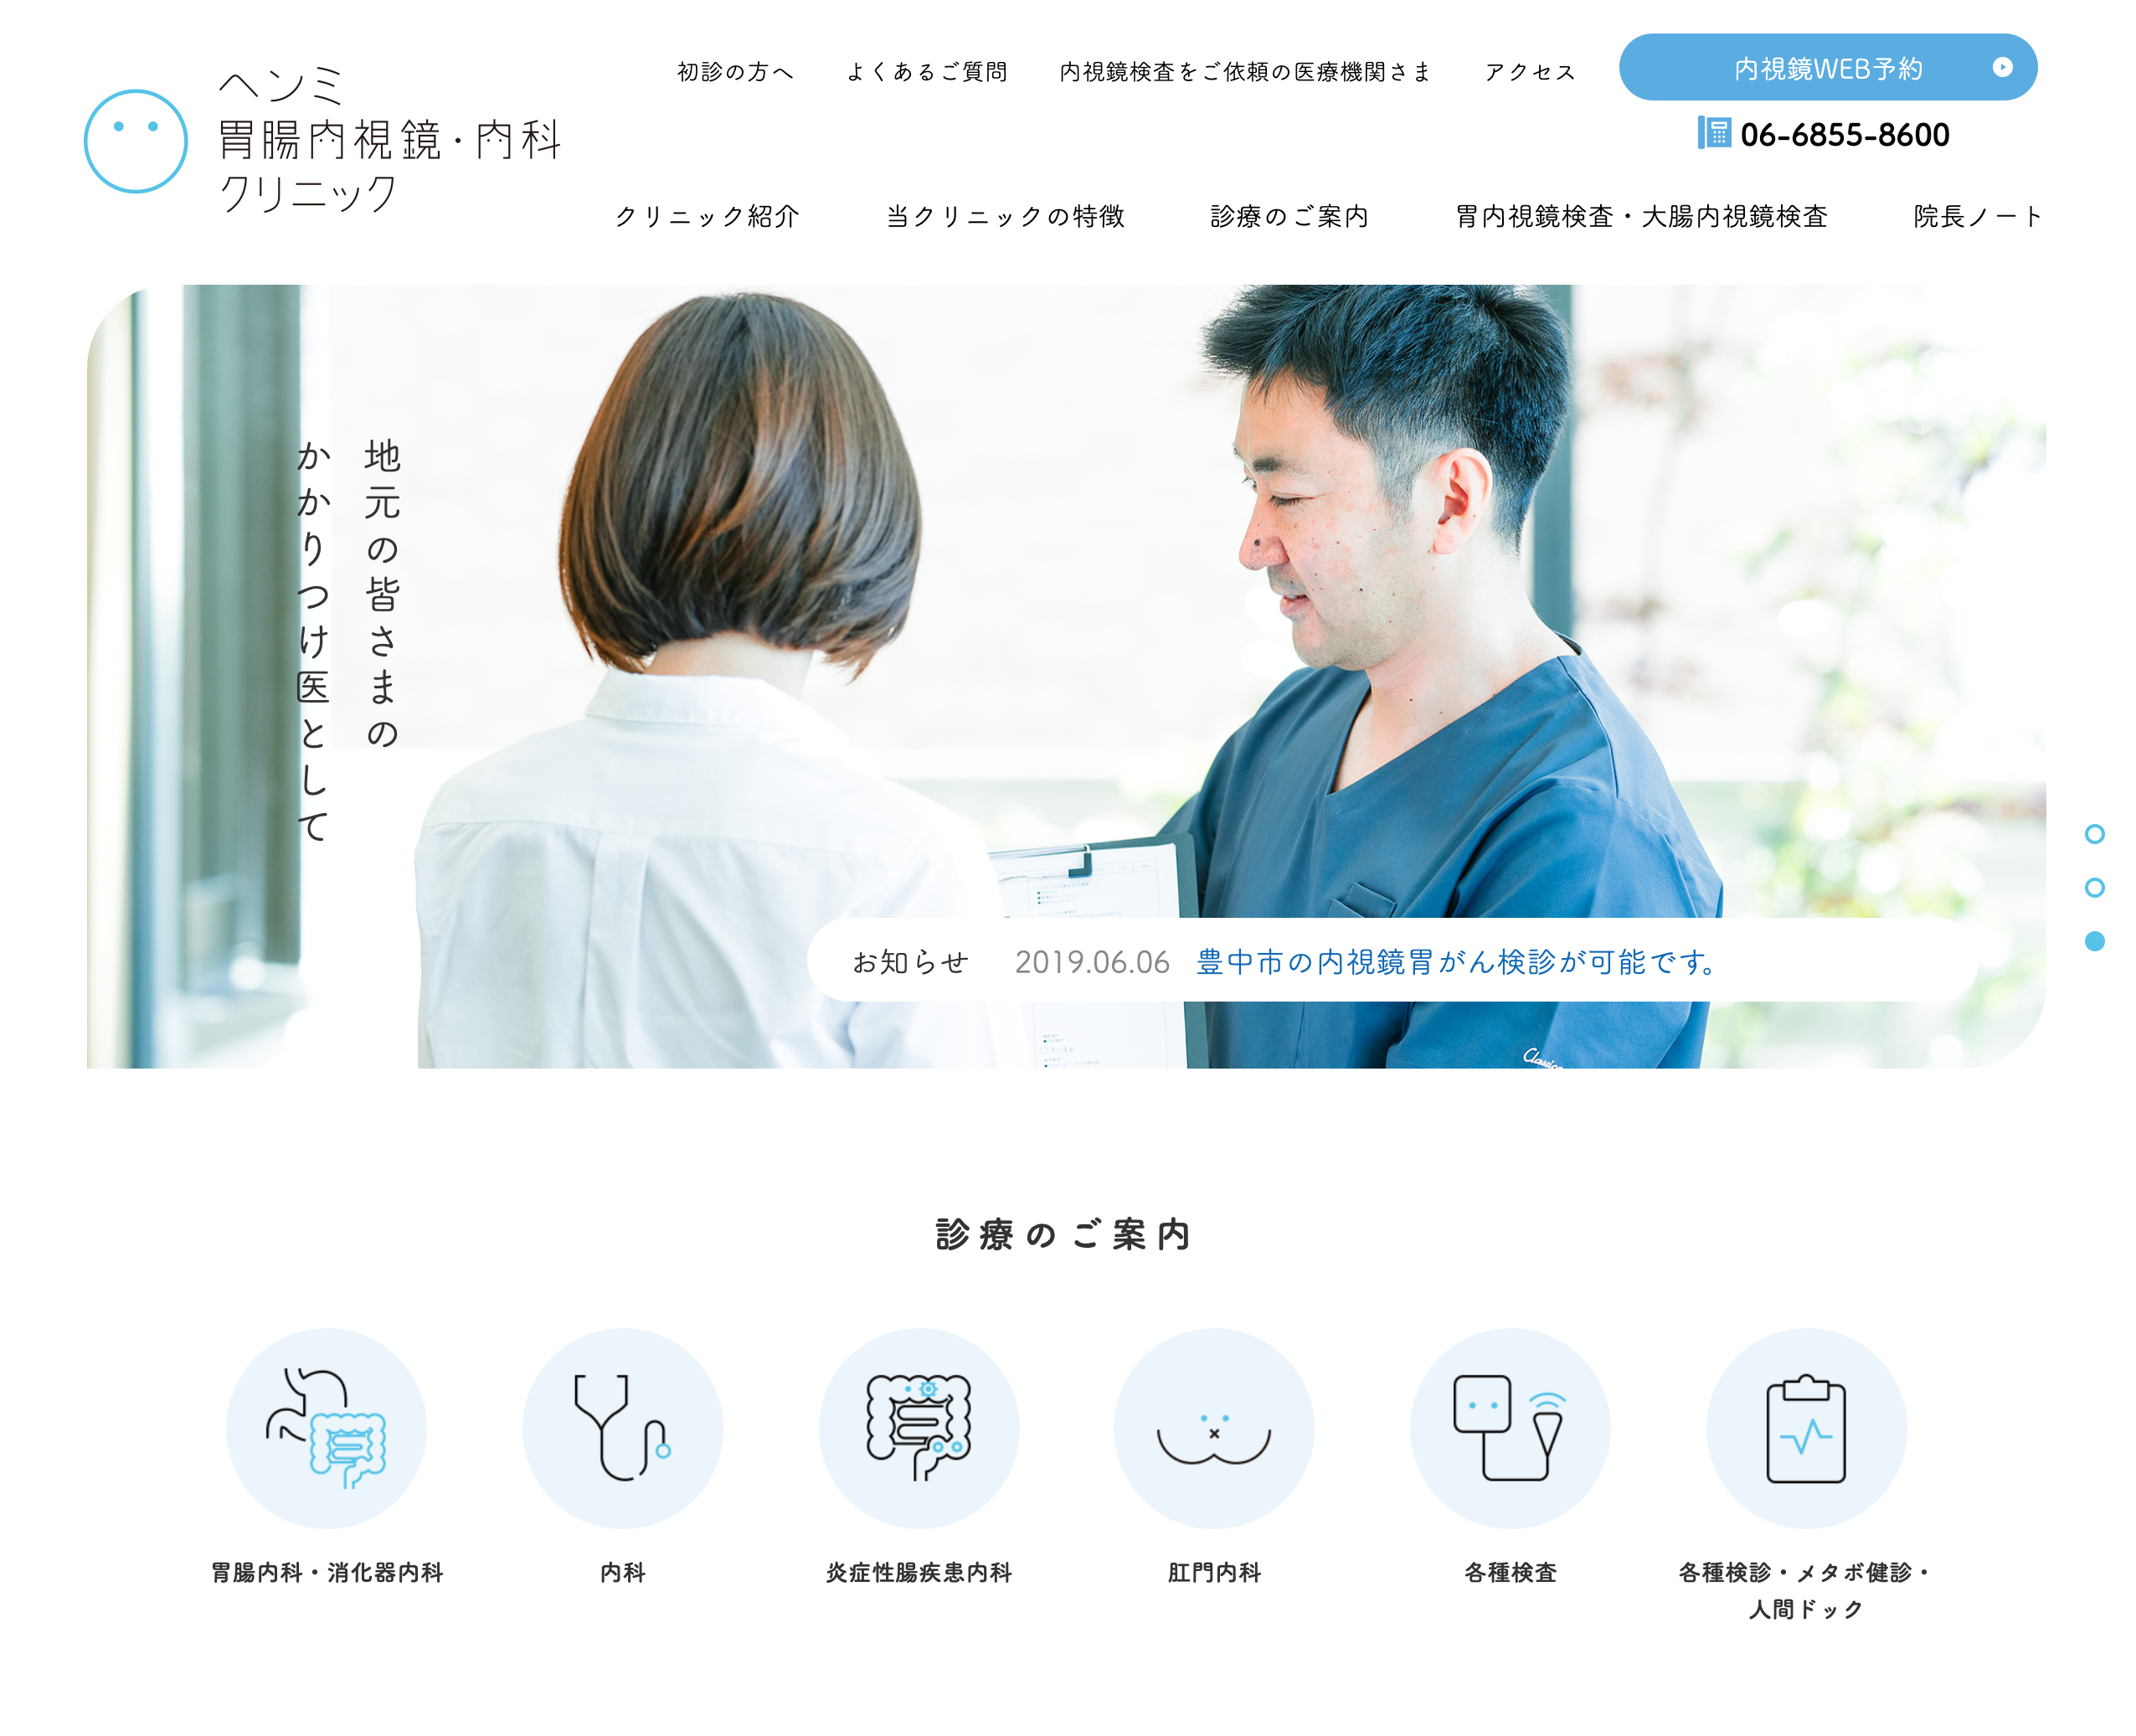 ヘンミ
胃腸内視鏡・内科
クリニック
初診の方へ
よくあるご質問
内視鏡検査をご依頼の医療機関さま
アクセス
内視鏡WEB予約
06-6855-8600
クリニック紹介
当クリニックの特徴
診療のご案内
胃内視鏡検査・大腸内視鏡検査
院長ノート
地元の皆さまの
かかりつけ医として
お知らせ
2019.06.06
豊中市の内視鏡胃がん検診が可能です。
診療のご案内
胃腸内科・消化器内科
内科
炎症性腸疾患内科
肛門内科
各種検査
各種検診・メタボ健診・
人間ドック